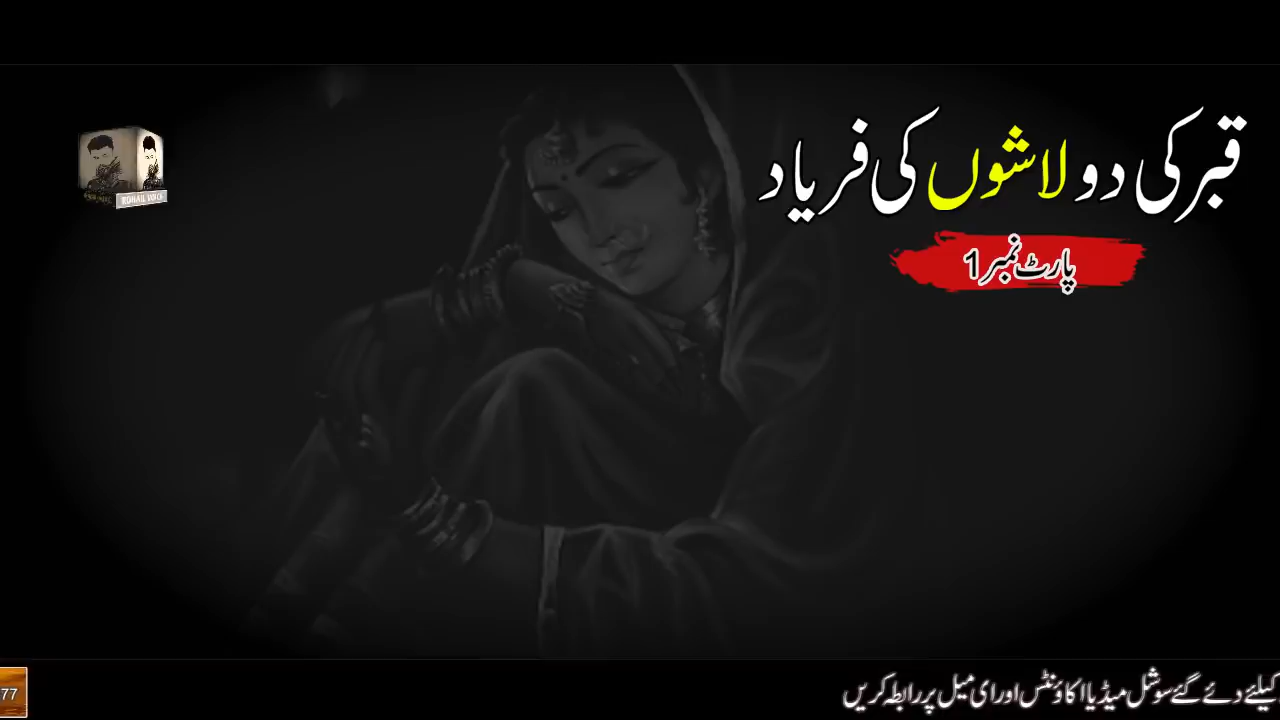 قبر کی دو لاشوں کی فریاد
پارٹ نمبر 1
کیلئے دئے گئے سوشل میڈیا اکاؤنٹس اور ای میل پر رابطہ کریں
77